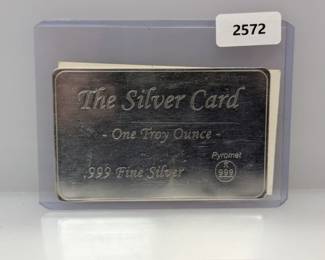 2572
The Silver Card
- One Troy Ounce -
Pyromet
.999 Fine Silver
999